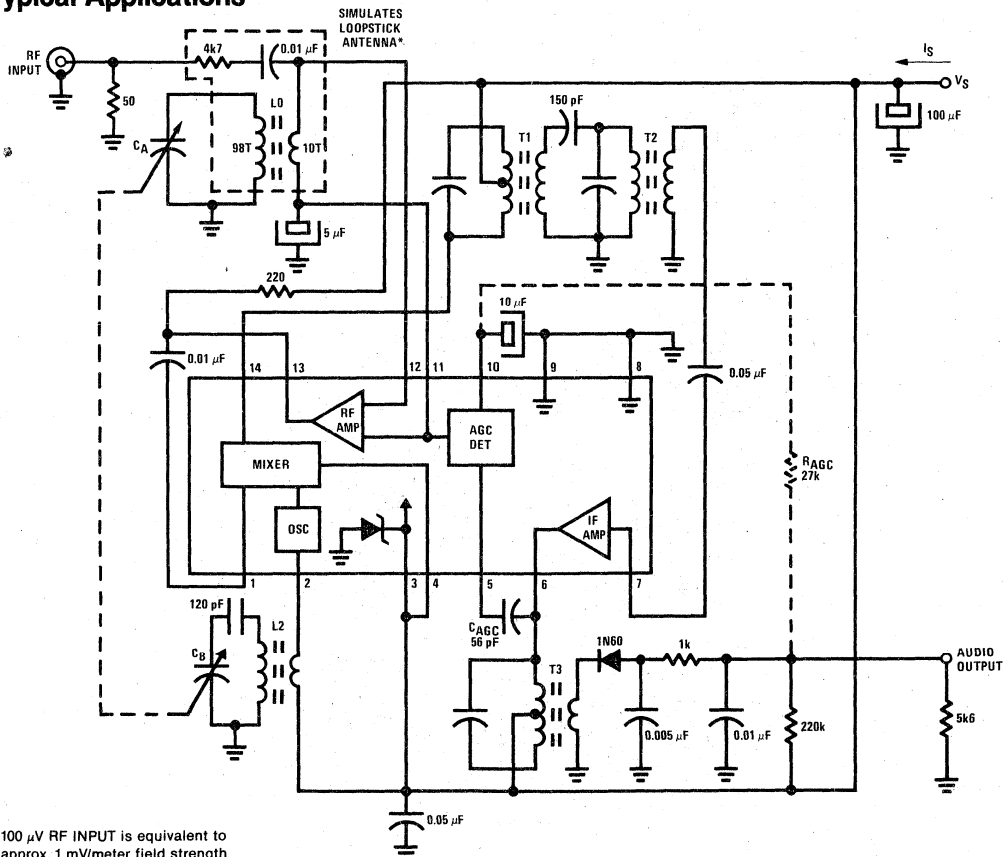 ypical Applications
SIMULATES
LOOPSTICK
ANTENNA*
RF
INPUT
4k7
0.01 μF
50
L0
98T
10T
CA
5 μF
IS
VS
100 μF
150 pF
T1
T2
220
10 μF
0.01 μF
0.05 μF
14
13
12
11
10
9
8
RF
AMP
AGC
DET
MIXER
OSC
IF
AMP
RAGC
27k
1
2
3
4
5
6
7
120 pF
L2
CB
CAGC
56 pF
T3
1N60
1k
AUDIO
OUTPUT
0.005 μF
0.01 μF
220k
5k6
0.05 μF
100 μV RF INPUT is equivalent to
approx. 1 mV/meter field strength